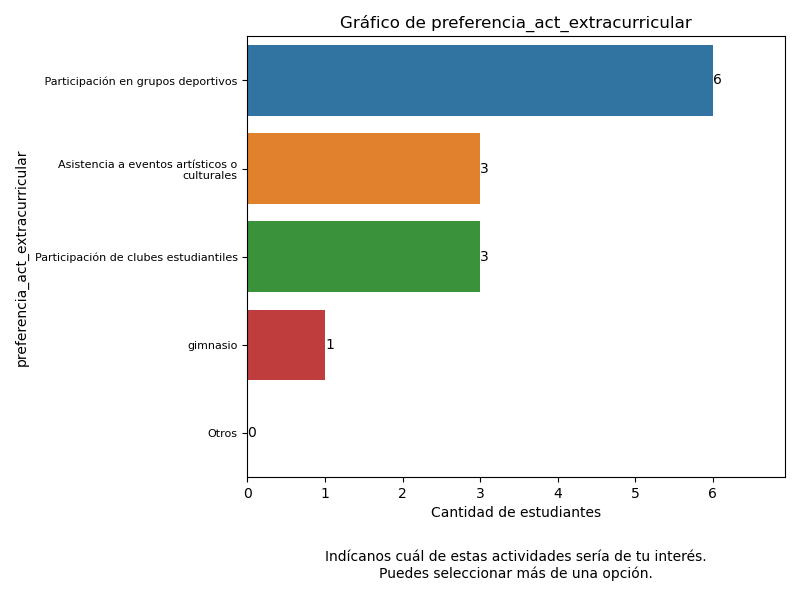 Gráfico de preferencia_act_extracurricular
preferencia_act_extracurricular
Participación en grupos deportivos
6
Asistencia a eventos artísticos o
culturales
3
Participación de clubes estudiantiles
3
gimnasio
1
Otros
0
0 1 2 3 4 5 6
Cantidad de estudiantes
Indícanos cuál de estas actividades sería de tu interés.
Puedes seleccionar más de una opción.